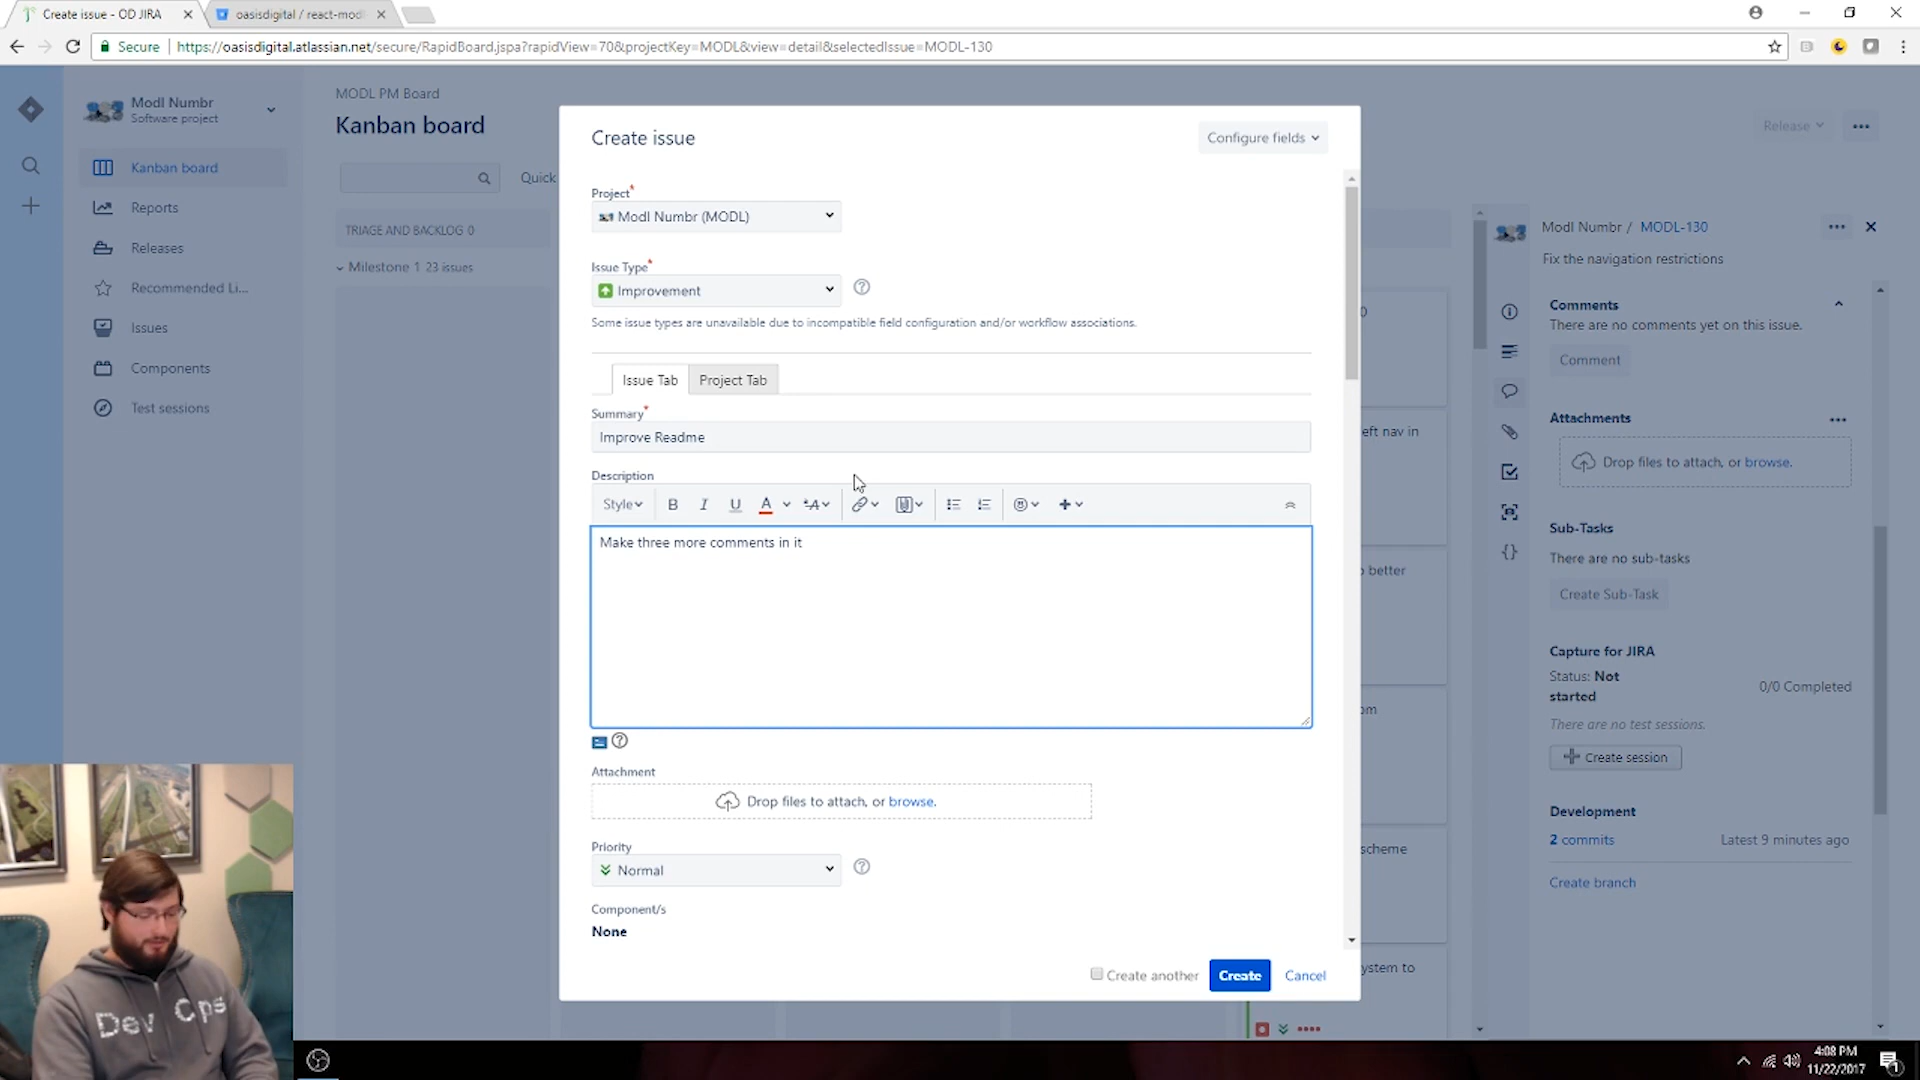 Create issue - OD JIRA
oasisdigital / react-mod
Secure
https://oasisdigital.atlassian.net/secure/RapidBoard.jspa?rapidView=70&projectKey=MODL&view=detail&selectedIssue=MODL-130
Modl Numbr
Software project
Kanban board
Reports
Releases
Recommended Li...
Issues
Components
Test sessions
MODL PM Board
Kanban board
Release
Quick
TRIAGE AND BACKLOG 0
Milestone 1 23 issues
Create issue
Configure fields
Project*
Modl Numbr (MODL)
Issue Type*
Improvement
Some issue types are unavailable due to incompatible field configuration and/or workflow associations.
Issue Tab
Project Tab
Summary*
Improve Readme
Description
Style
B I U A
Make three more comments in it
Attachment
Drop files to attach, or browse.
Priority
Normal
Component/s
None
Create another
Create
Cancel
eft nav in
better
om
scheme
ystem to
Modl Numbr / MODL-130
Fix the navigation restrictions
Comments
There are no comments yet on this issue.
Comment
Attachments
Drop files to attach, or browse.
Sub-Tasks
There are no sub-tasks
Create Sub-Task
Capture for JIRA
Status: Not
started
0/0 Completed
There are no test sessions.
Create session
Development
2 commits
Latest 9 minutes ago
Create branch
Dev Ops
4:08 PM
11/22/2017
1